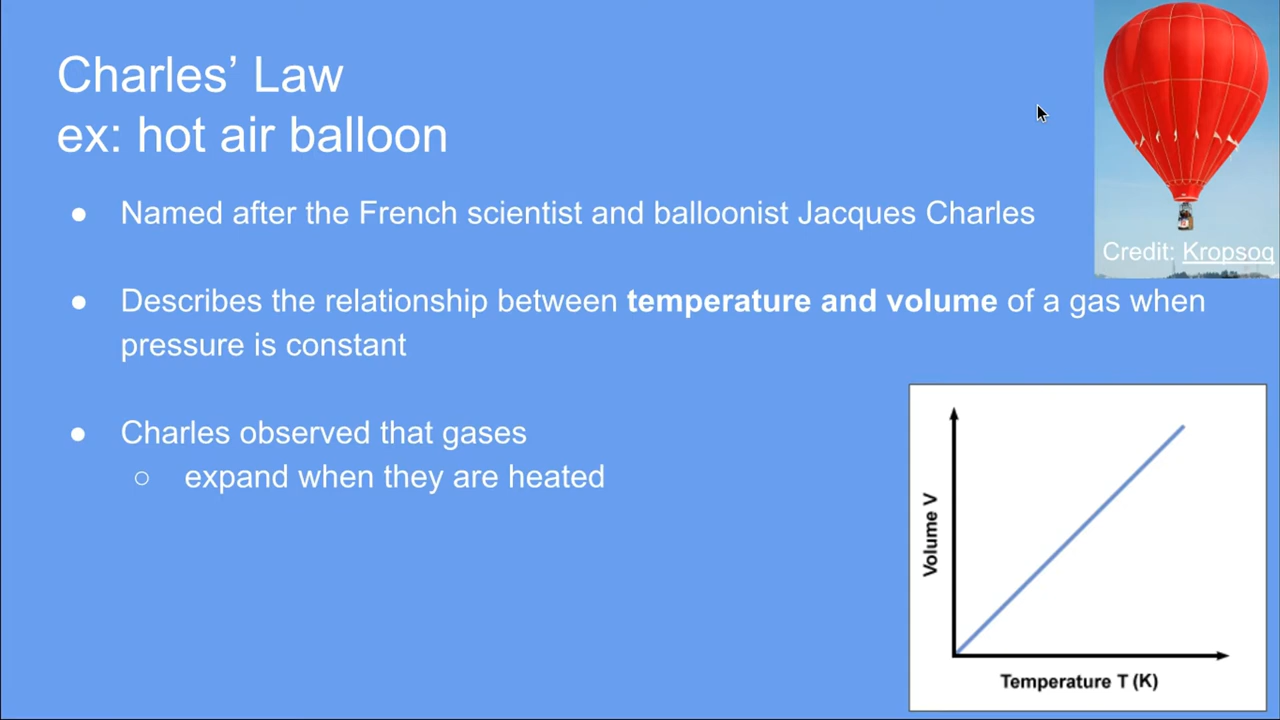 Charles’ Law
ex: hot air balloon
● Named after the French scientist and balloonist Jacques Charles
Credit: Kropsoq
● Describes the relationship between temperature and volume of a gas when
pressure is constant
● Charles observed that gases
○ expand when they are heated
Volume V
Temperature T (K)